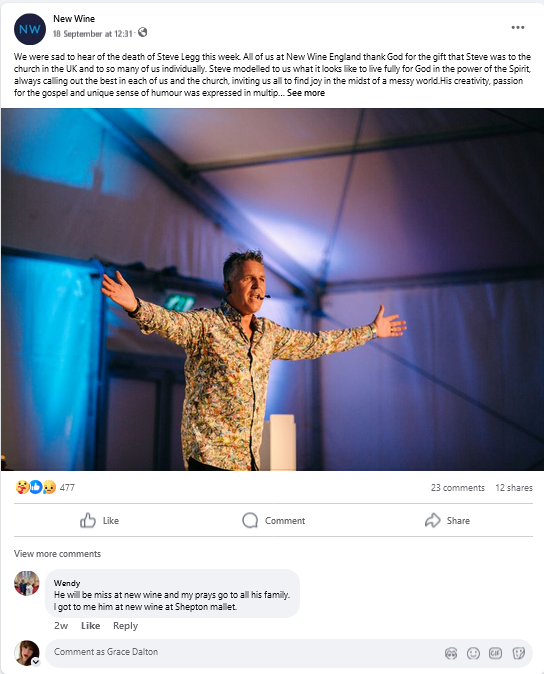 NW
New Wine
18 September at 12:31 ·
We were sad to hear of the death of Steve Legg this week. All of us at New Wine England thank God for the gift that Steve was to the
church in the UK and to so many of us individually. Steve modelled to us what it looks like to live fully for God in the power of the Spirit,
always calling out the best in each of us and the church, inviting us all to find joy in the midst of a messy world.His creativity, passion
for the gospel and unique sense of humour was expressed in multip... See more
477
23 comments 12 shares
Like Comment Share
View more comments
Wendy
He will be miss at new wine and my prays go to all his family.
I got to me him at new wine at Shepton mallet.
2w Like Reply
Comment as Grace Dalton
GIF